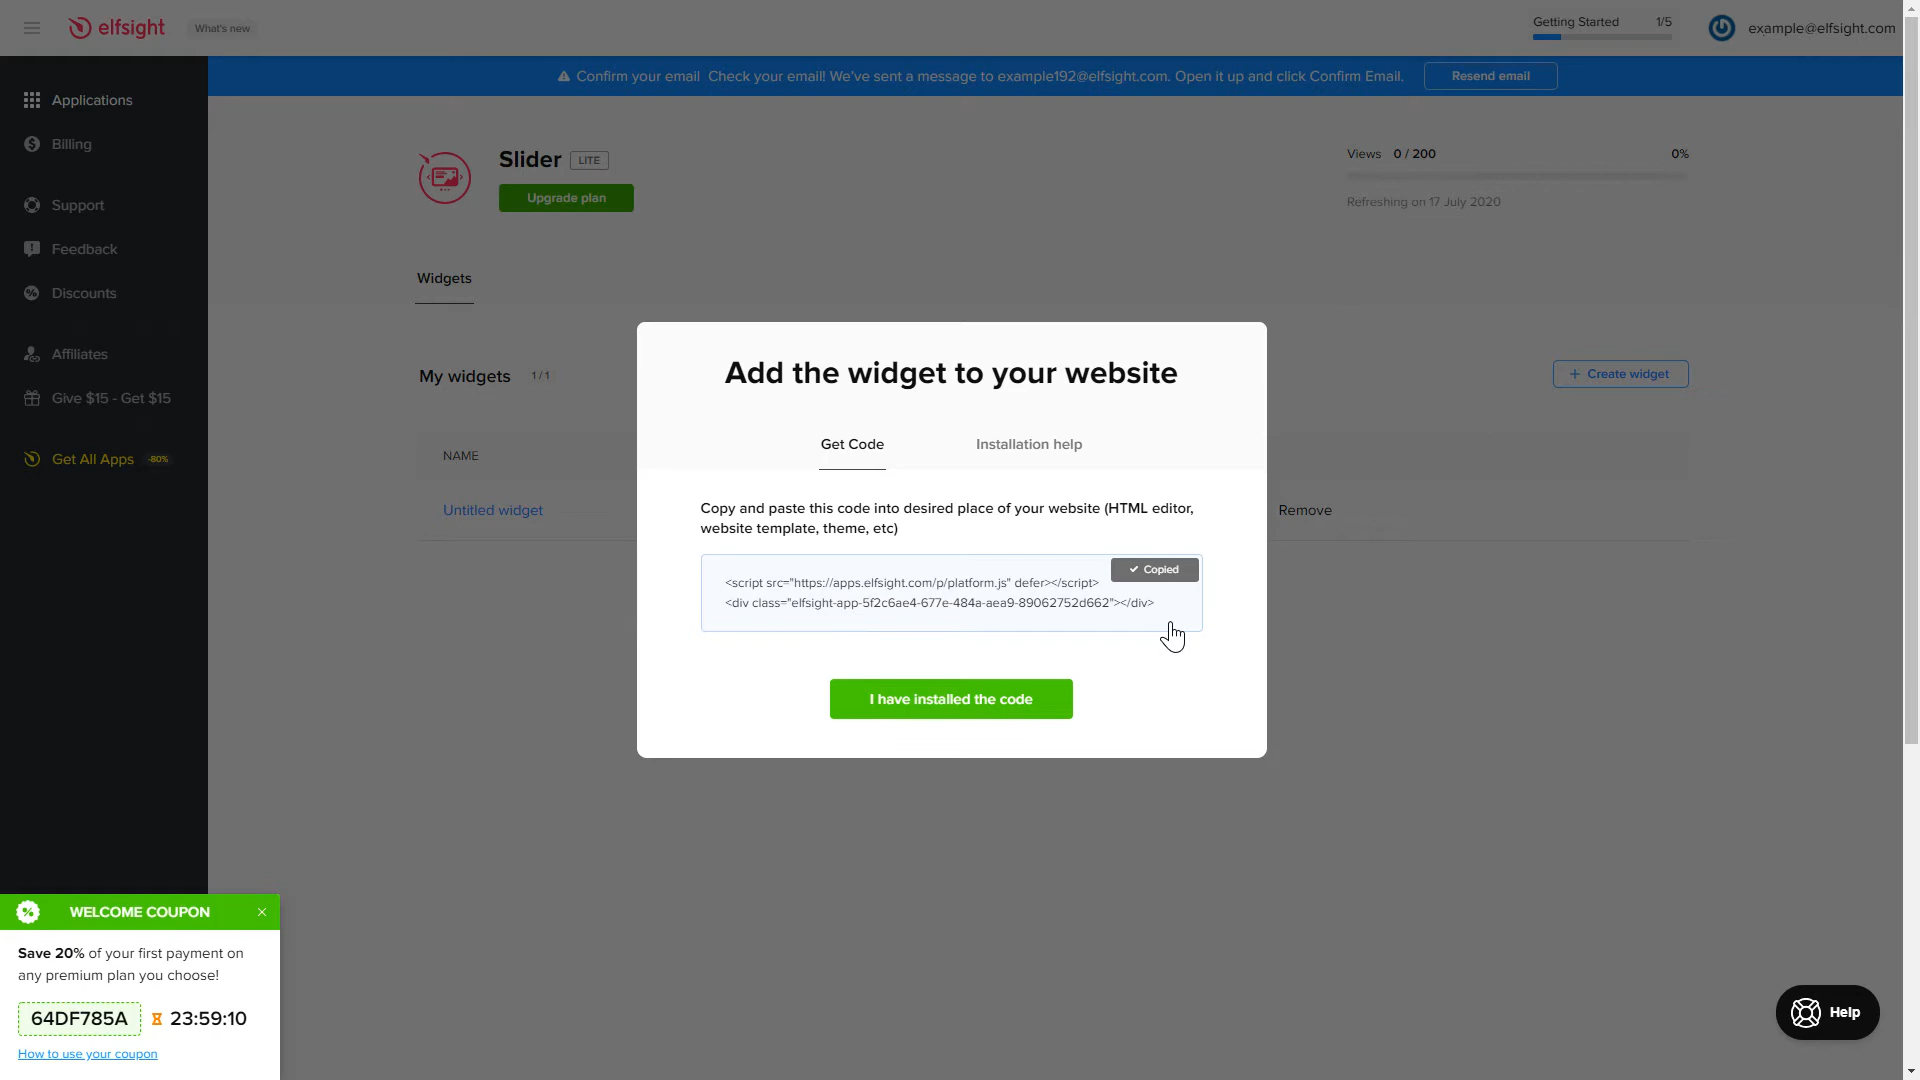 elfsight
What's new
Getting Started 1/5
example@elfsight.com
Confirm your email Check your email! We've sent a message to example192@elfsight.com. Open it up and click Confirm Email.
Resend email
Applications
Billing
Support
Feedback
Discounts
Affiliates
Give $15 - Get $15
Get All Apps -80%
Slider LITE
Upgrade plan
Views 0 / 200 0%
Refreshing on 17 July 2020
Widgets
My widgets 1 / 1
+ Create widget
NAME
Untitled widget
Remove
Add the widget to your website
Get Code Installation help
Copy and paste this code into desired place of your website (HTML editor,
website template, theme, etc)
Copied
<script src="https://apps.elfsight.com/p/platform.js" defer></script>
<div class="elfsight-app-5f2c6ae4-677e-484a-aea9-89062752d662"></div>
I have installed the code
WELCOME COUPON
Save 20% of your first payment on
any premium plan you choose!
64DF785A 23:59:10
How to use your coupon
Help